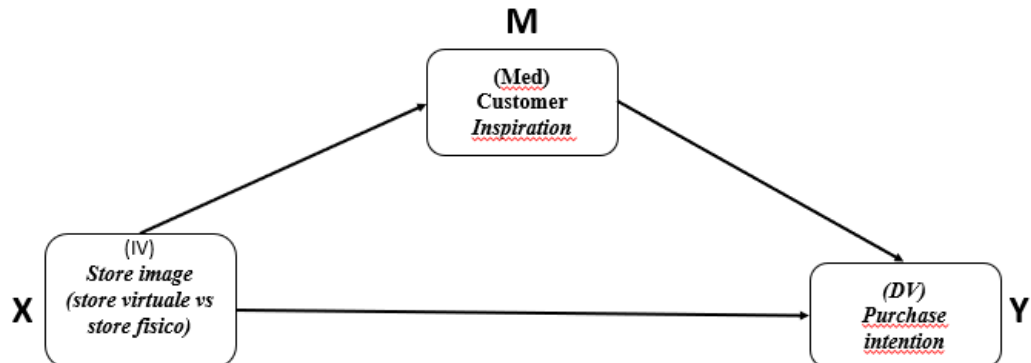 M
(Med)
Customer
Inspiration
(IV)
Store image
(store virtuale vs
store fisico)
X
(DV)
Purchase
intention
Y